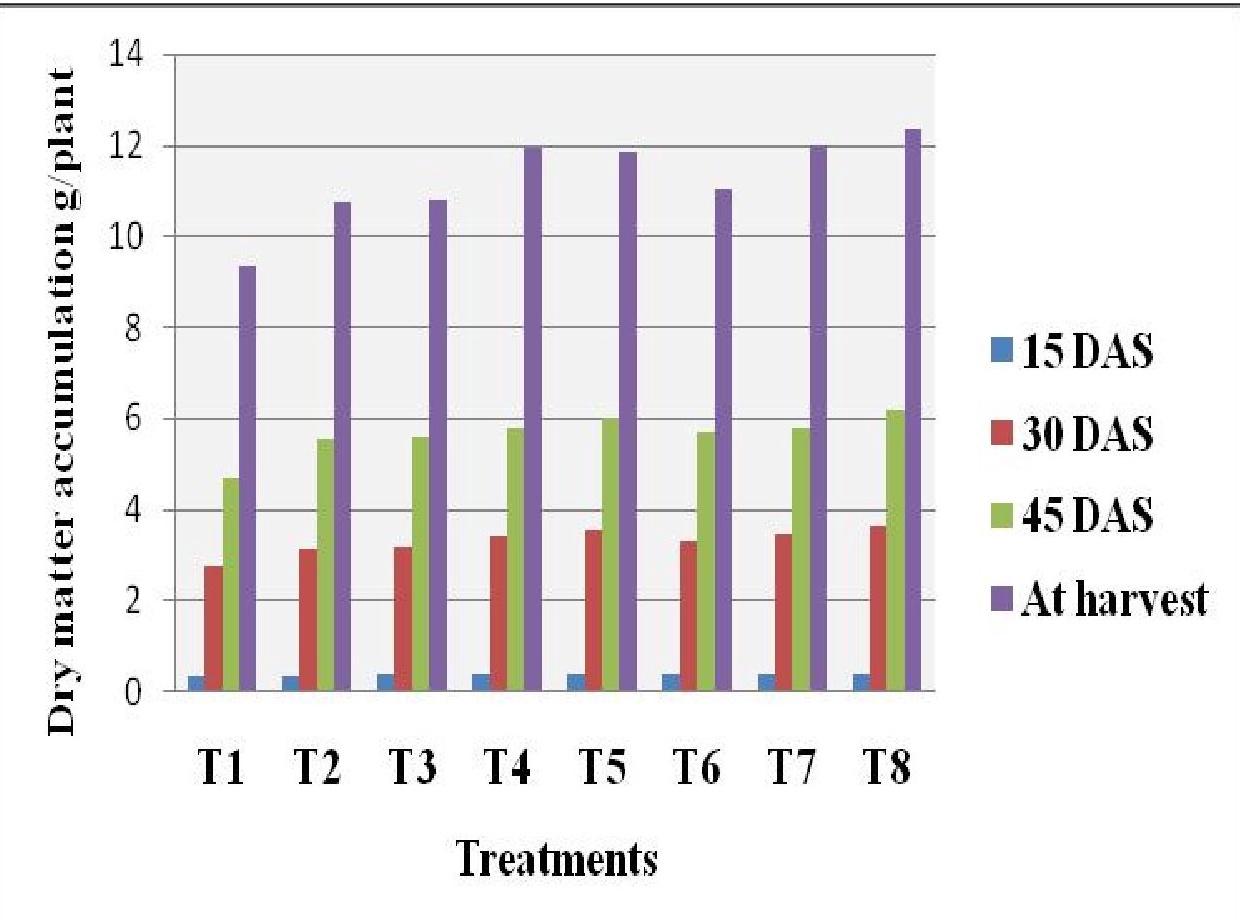 Dry matter accumulation g/plant
14
12
10
8
6
4
2
0
T1 T2 T3 T4 T5 T6 T7 T8
Treatments
15 DAS
30 DAS
45 DAS
At harvest